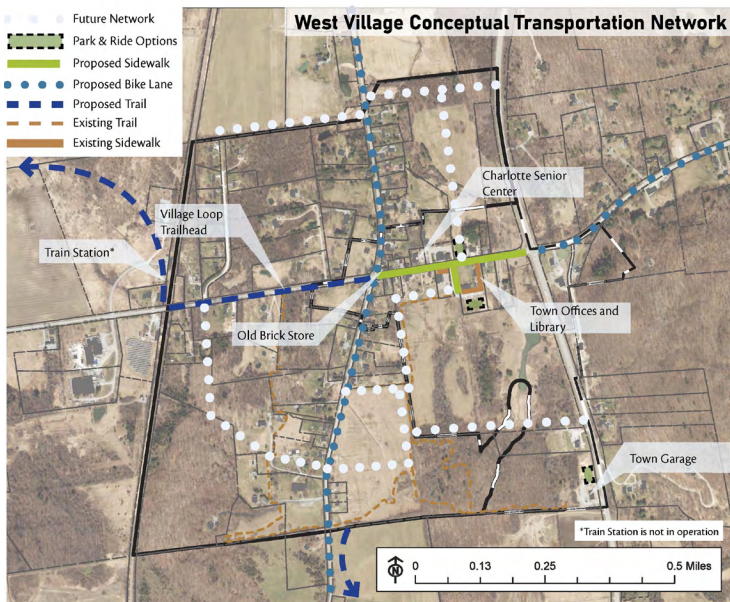 West Village Conceptual Transportation Network
Future Network
Park & Ride Options
Proposed Sidewalk
Proposed Bike Lane
Proposed Trail
Existing Trail
Existing Sidewalk
Charlotte Senior
Center
Village Loop
Trailhead
Train Station*
Old Brick Store
Town Offices and
Library
Town Garage
*Train Station is not in operation
N
0 0.13 0.25 0.5 Miles